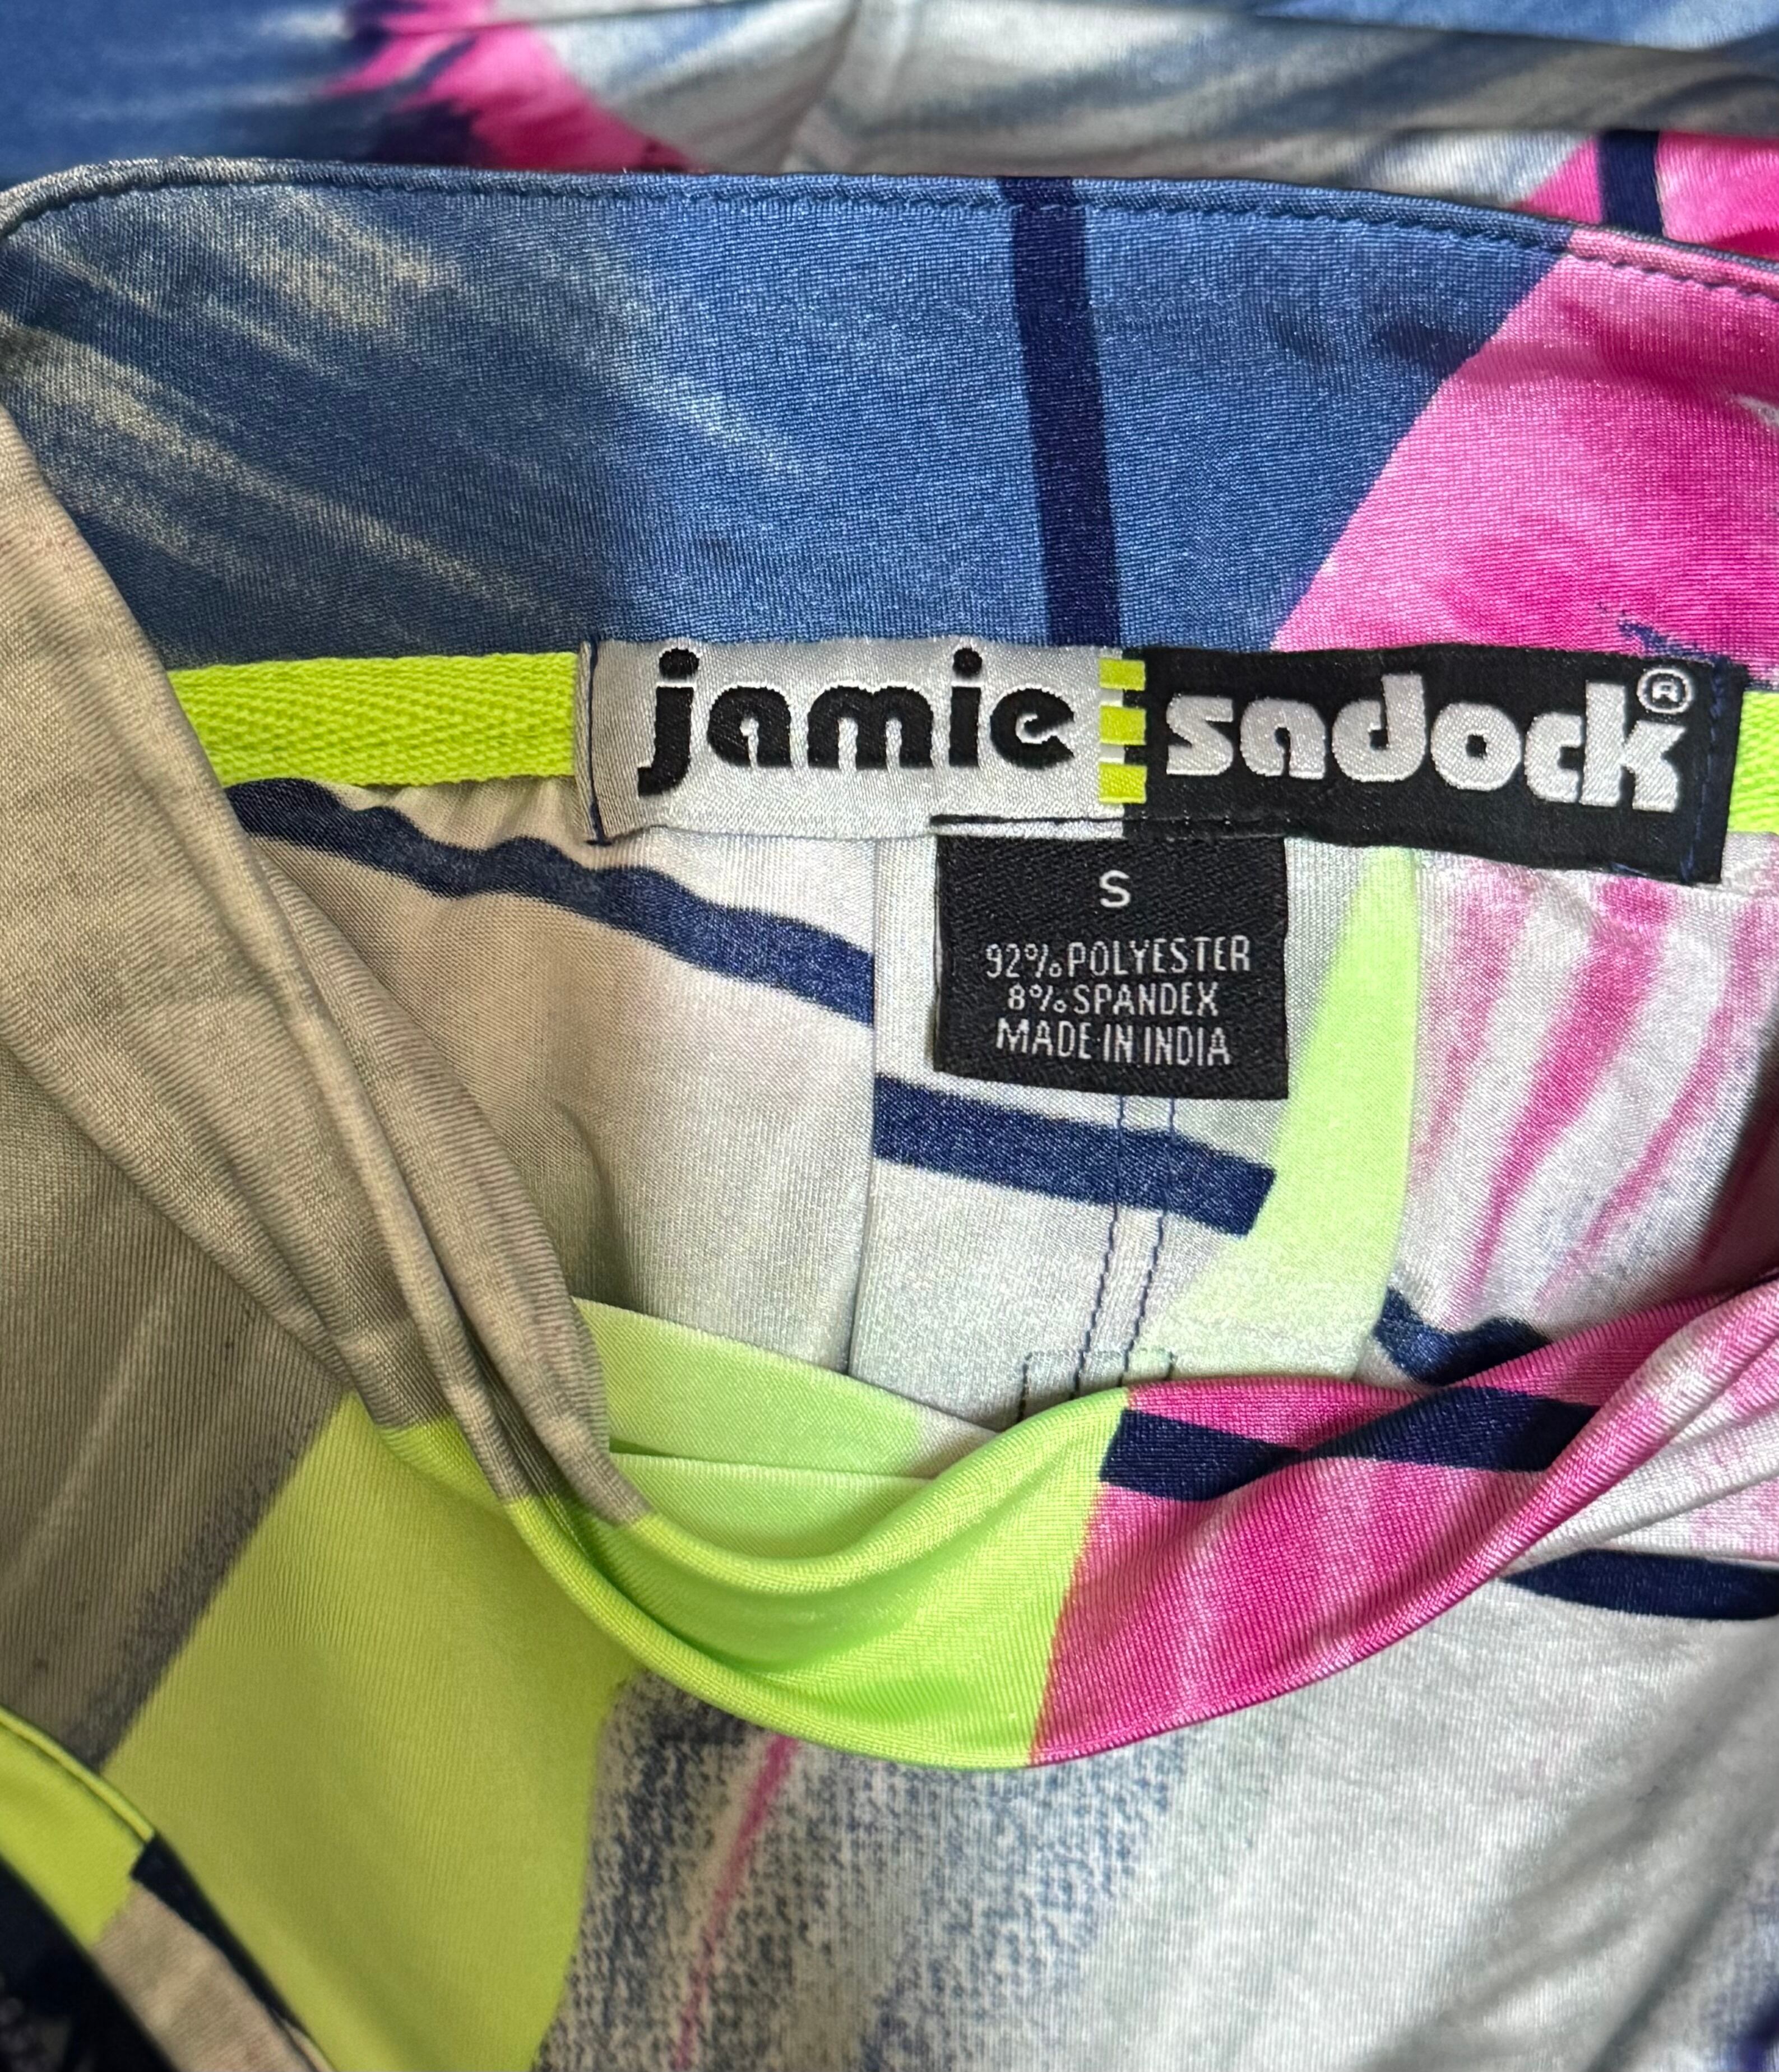 jamie sadock®
S
92% POLYESTER
8% SPANDEX
MADE IN INDIA